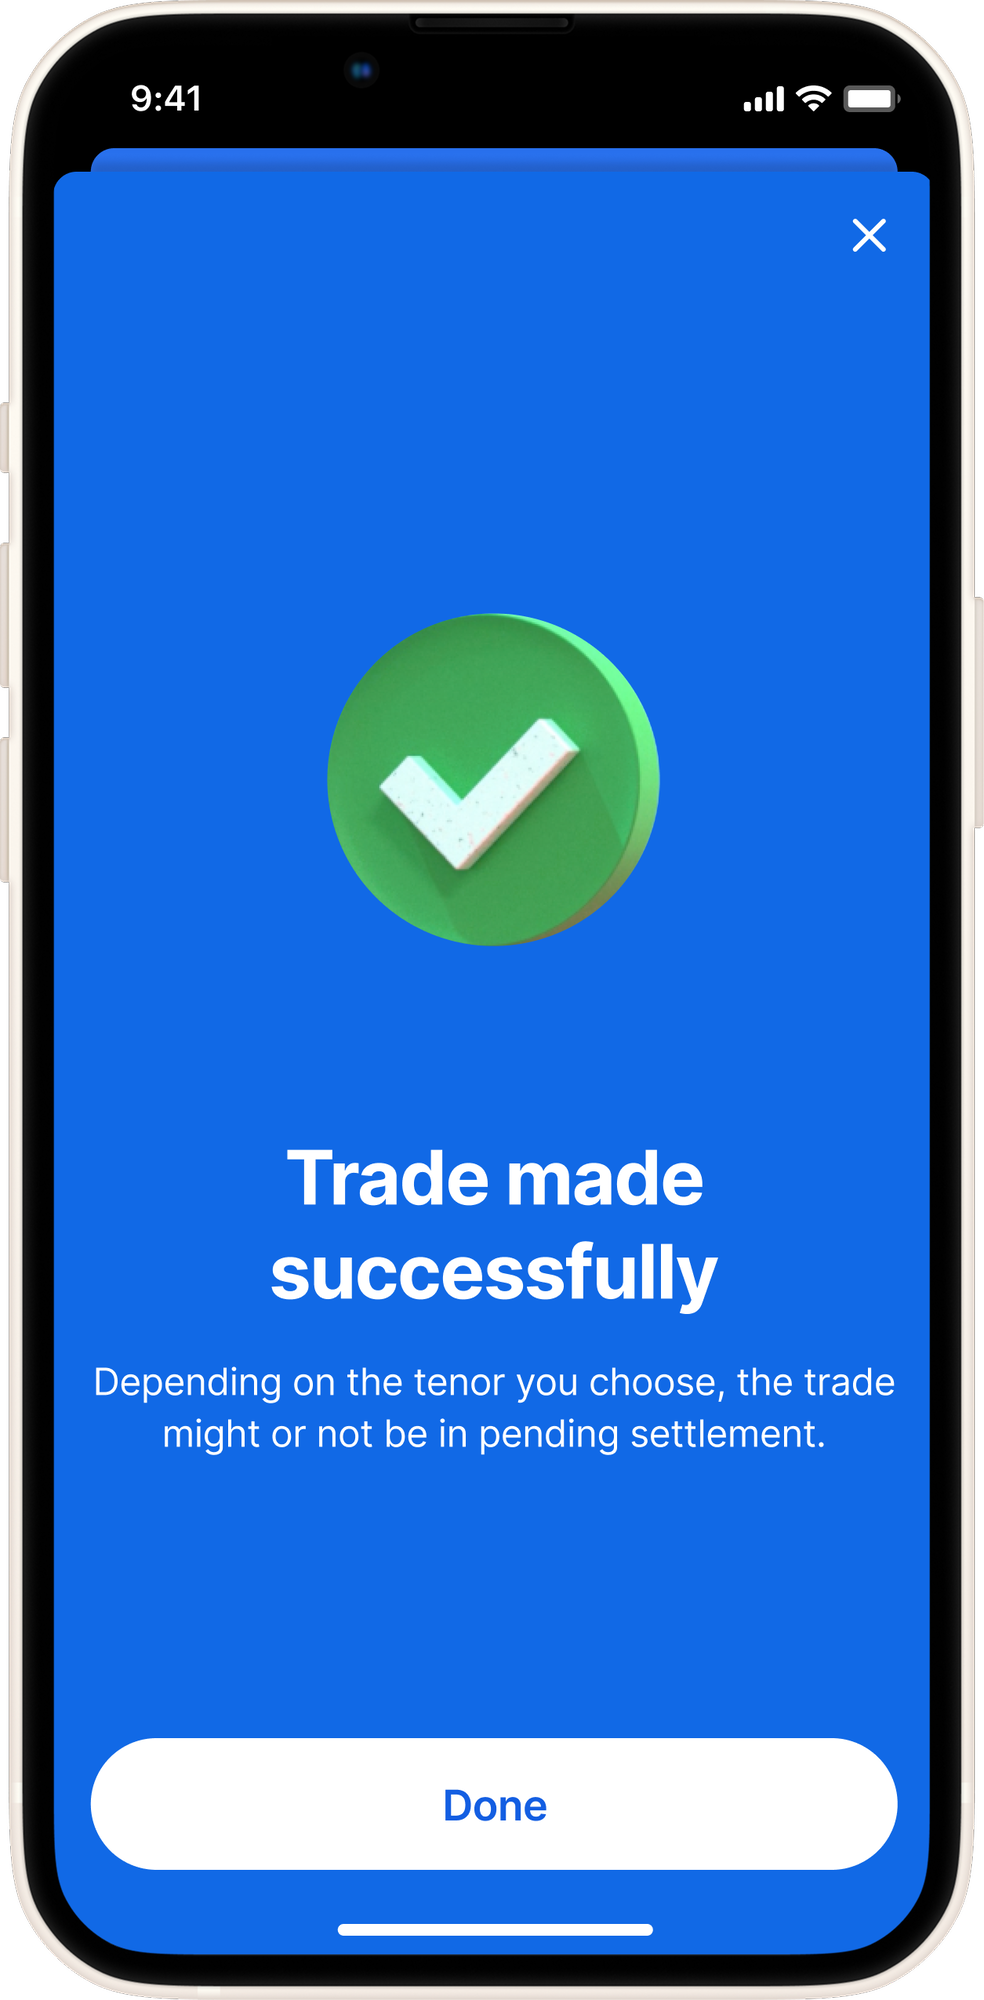 9:41
Trade made
successfully
Depending on the tenor you choose, the trade
might or not be in pending settlement.
Done